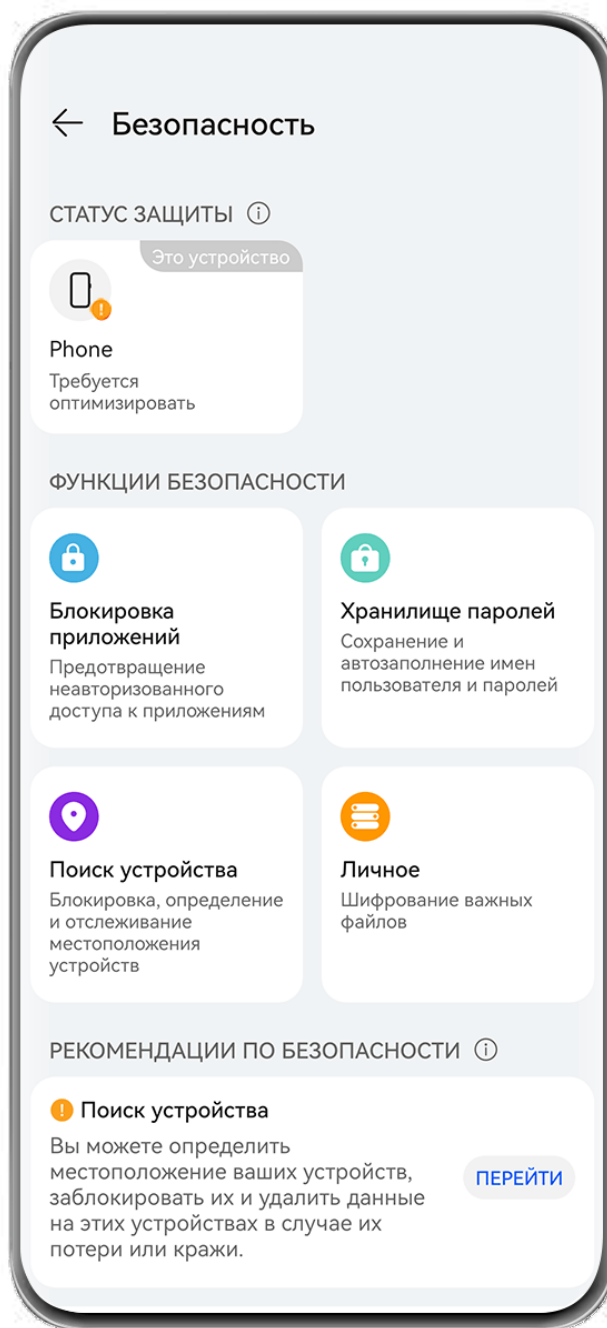 Безопасность
СТАТУС ЗАЩИТЫ
Это устройство
Phone
Требуется
оптимизировать
ФУНКЦИИ БЕЗОПАСНОСТИ
Блокировка
приложений
Предотвращение
неавторизованного
доступа к приложениям
Хранилище паролей
Сохранение и
автозаполнение имен
пользователя и паролей
Поиск устройства
Блокировка, определение
и отслеживание
местоположения
устройств
Личное
Шифрование важных
файлов
РЕКОМЕНДАЦИИ ПО БЕЗОПАСНОСТИ
Поиск устройства
Вы можете определить
местоположение ваших устройств,
заблокировать их и удалить данные
на этих устройствах в случае их
потери или кражи.
ПЕРЕЙТИ